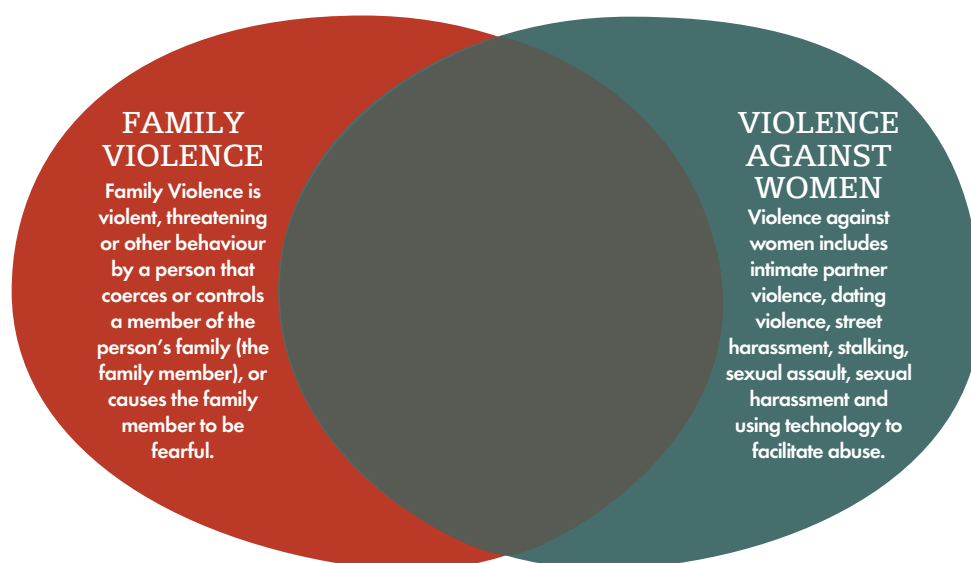 FAMILY
VIOLENCE
Family Violence is
violent, threatening
or other behaviour
by a person that
coerces or controls
a member of the
person’s family (the
family member), or
causes the family
member to be
fearful.
VIOLENCE
AGAINST
WOMEN
Violence against
women includes
intimate partner
violence, dating
violence, street
harassment, stalking,
sexual assault, sexual
harassment and
using technology to
facilitate abuse.